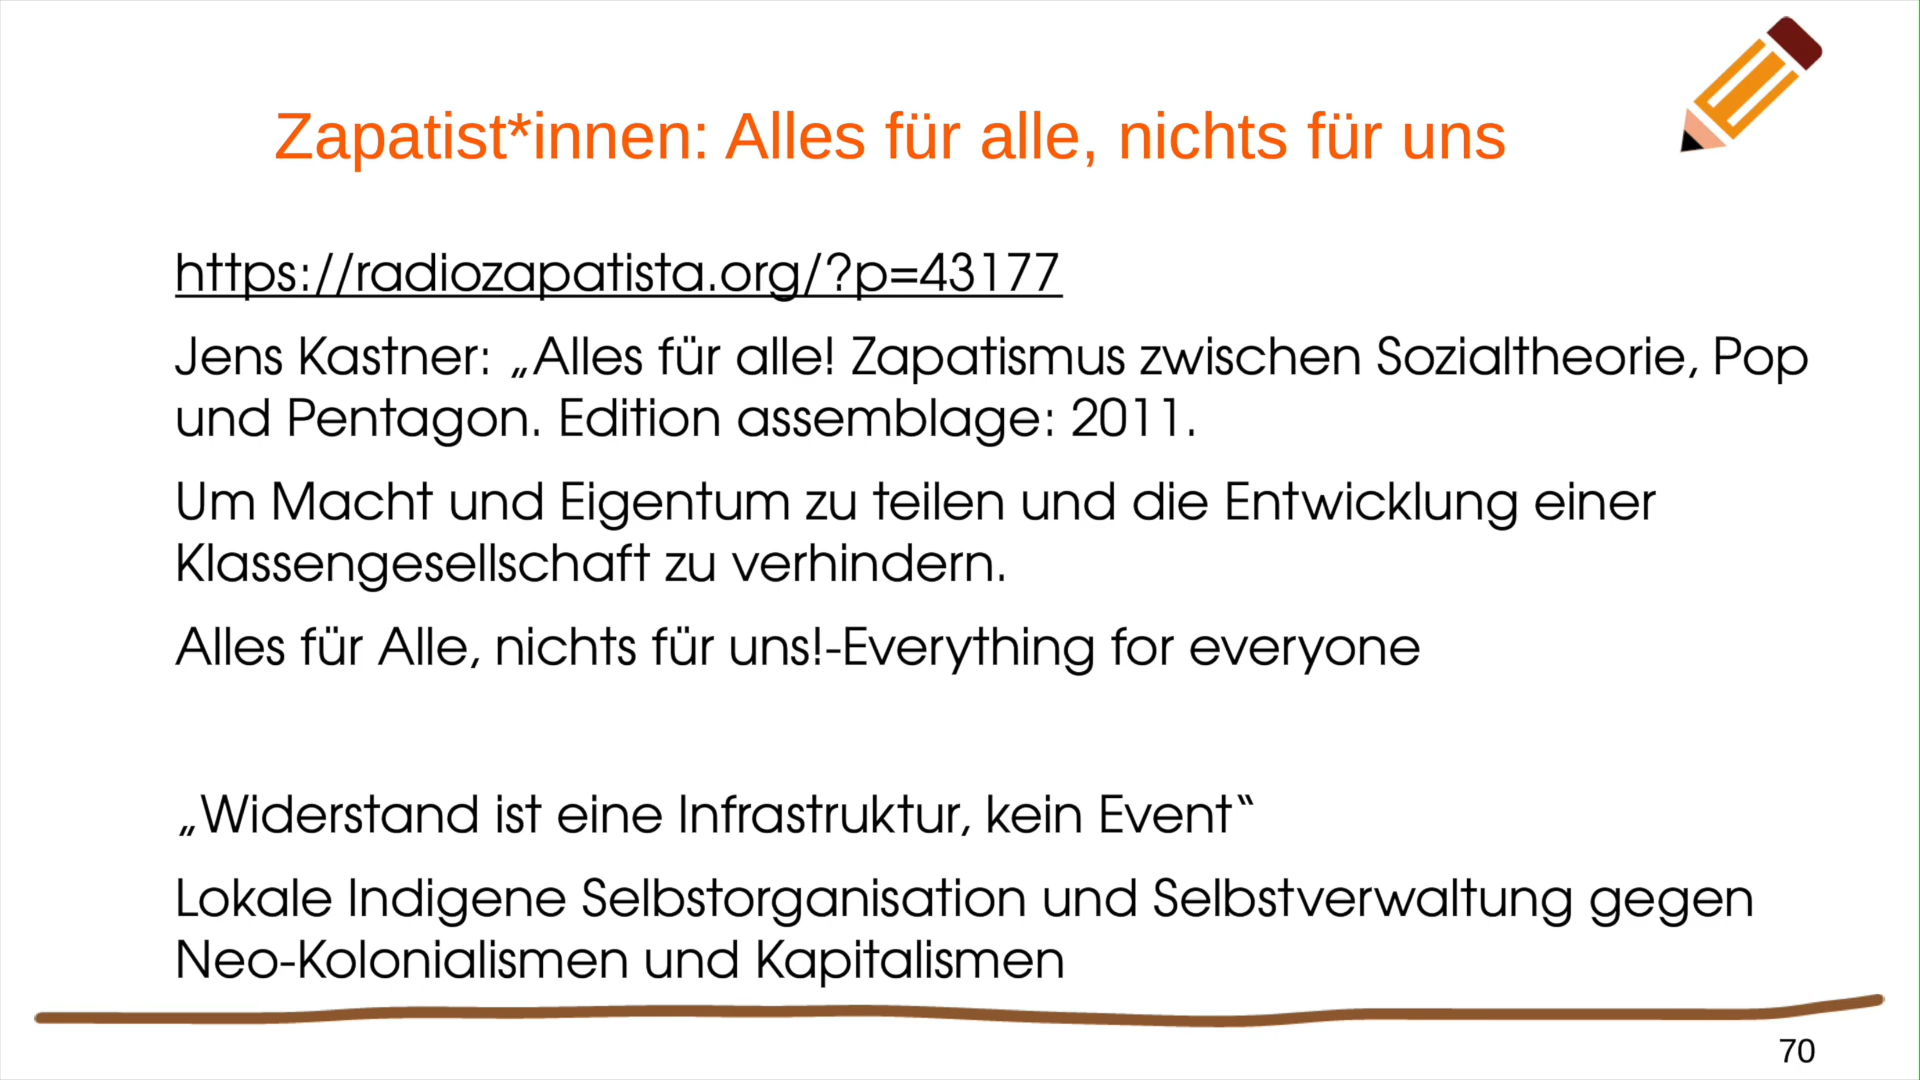 Zapatist*innen: Alles für alle, nichts für uns
https://radiozapatista.org/?p=43177
Jens Kastner: „Alles für alle! Zapatismus zwischen Sozialtheorie, Pop
und Pentagon. Edition assemblage: 2011.
Um Macht und Eigentum zu teilen und die Entwicklung einer
Klassengesellschaft zu verhindern.
Alles für Alle, nichts für uns!-Everything for everyone
„Widerstand ist eine Infrastruktur, kein Event“
Lokale Indigene Selbstorganisation und Selbstverwaltung gegen
Neo-Kolonialismen und Kapitalismen
70